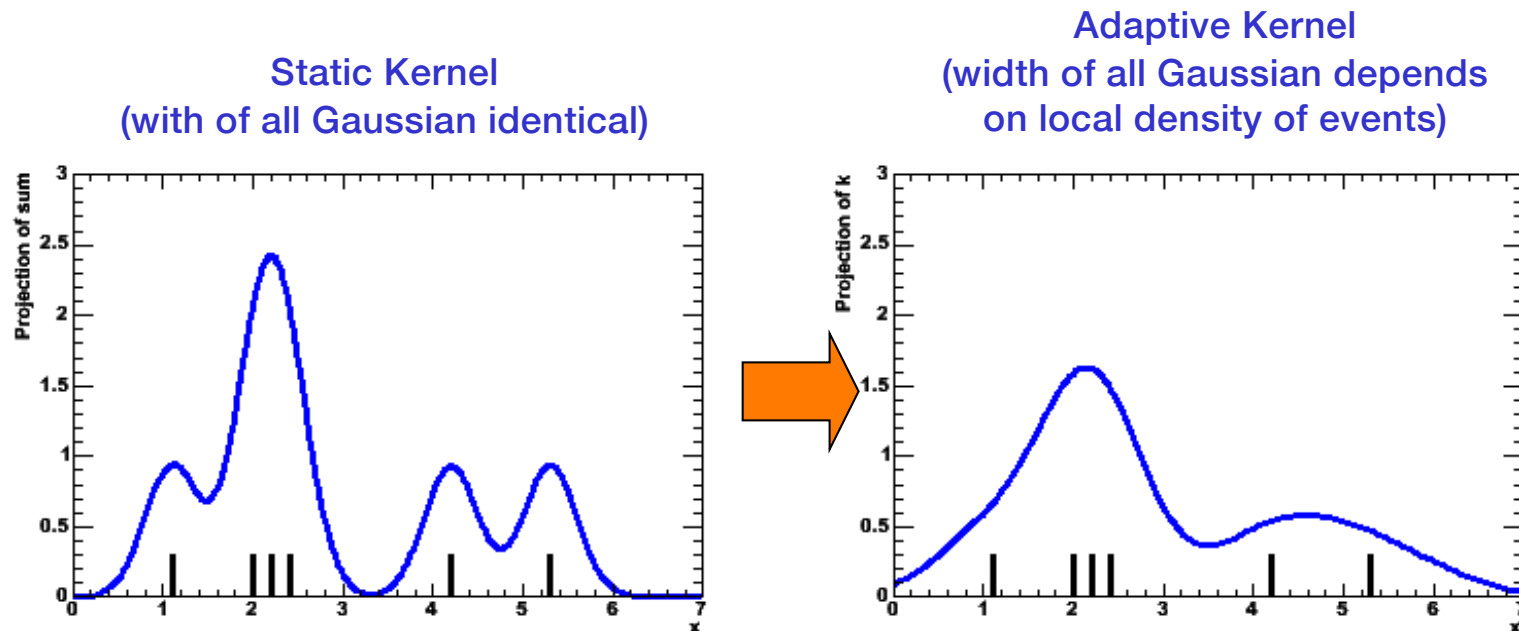 Static Kernel
(with of all Gaussian identical)
Adaptive Kernel
(width of all Gaussian depends
on local density of events)
Projection of sum
3
2.5
2
1.5
1
0.5
0
0 1 2 3 4 5 6 7
x
Projection of k
3
2.5
2
1.5
1
0.5
0
0 1 2 3 4 5 6 7
x